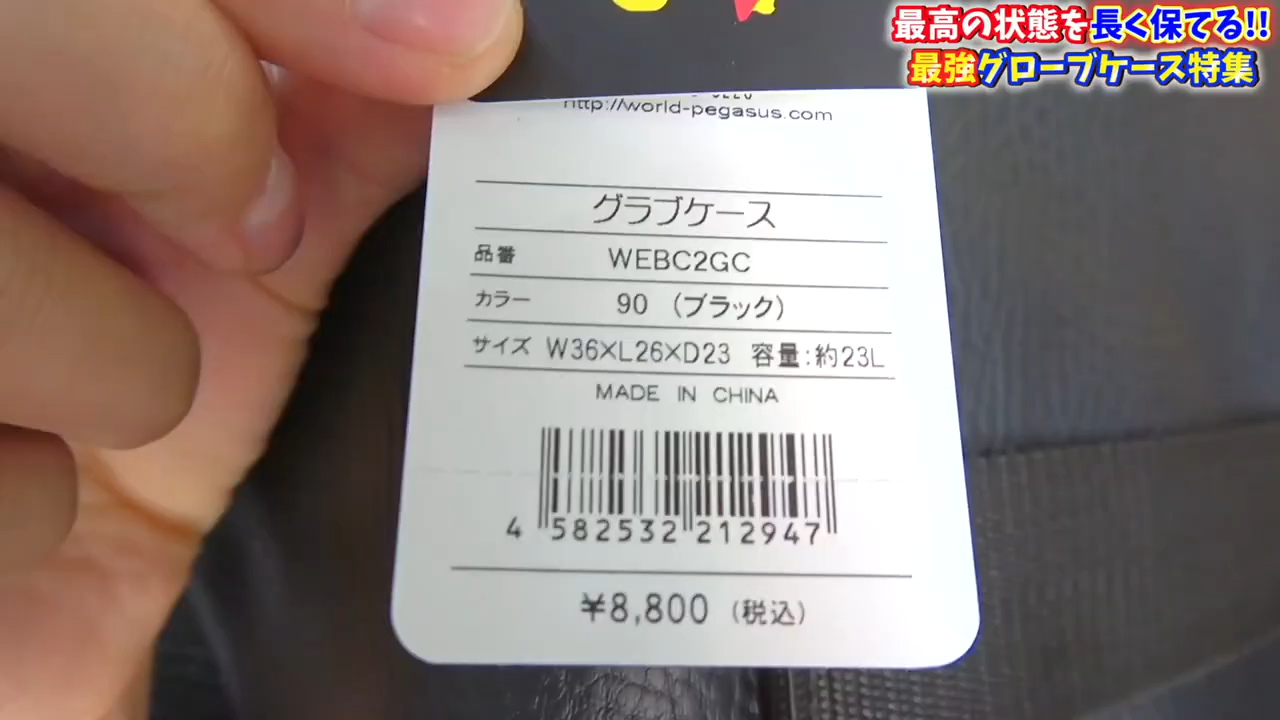 最高の状態を長く保てる!!
最強グローブケース特集
http://world-pegasus.com
グラブケース
品番 WEBC2GC
カラー 90 （ブラック）
サイズ W36×L26×D23 容量:約23L
MADE IN CHINA
4 582532 212947
¥8,800（税込）